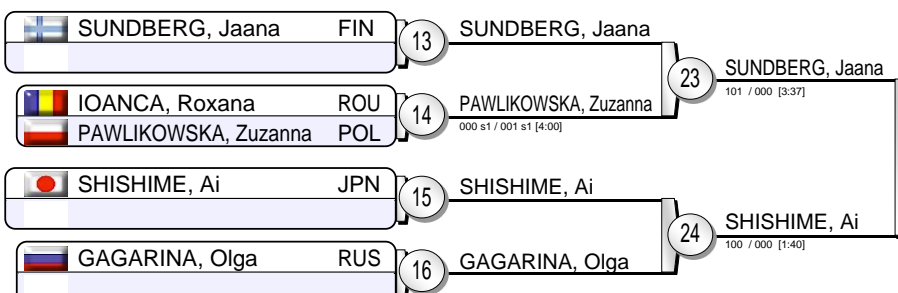 SUNDBERG, Jaana FIN
13
SUNDBERG, Jaana
23
SUNDBERG, Jaana
101 / 000 [3:37]
IOANCA, Roxana ROU
PAWLIKOWSKA, Zuzanna POL
14
PAWLIKOWSKA, Zuzanna
000 s1 / 001 s1 [4:00]
SHISHIME, Ai JPN
15
SHISHIME, Ai
24
SHISHIME, Ai
100 / 000 [1:40]
GAGARINA, Olga RUS
16
GAGARINA, Olga